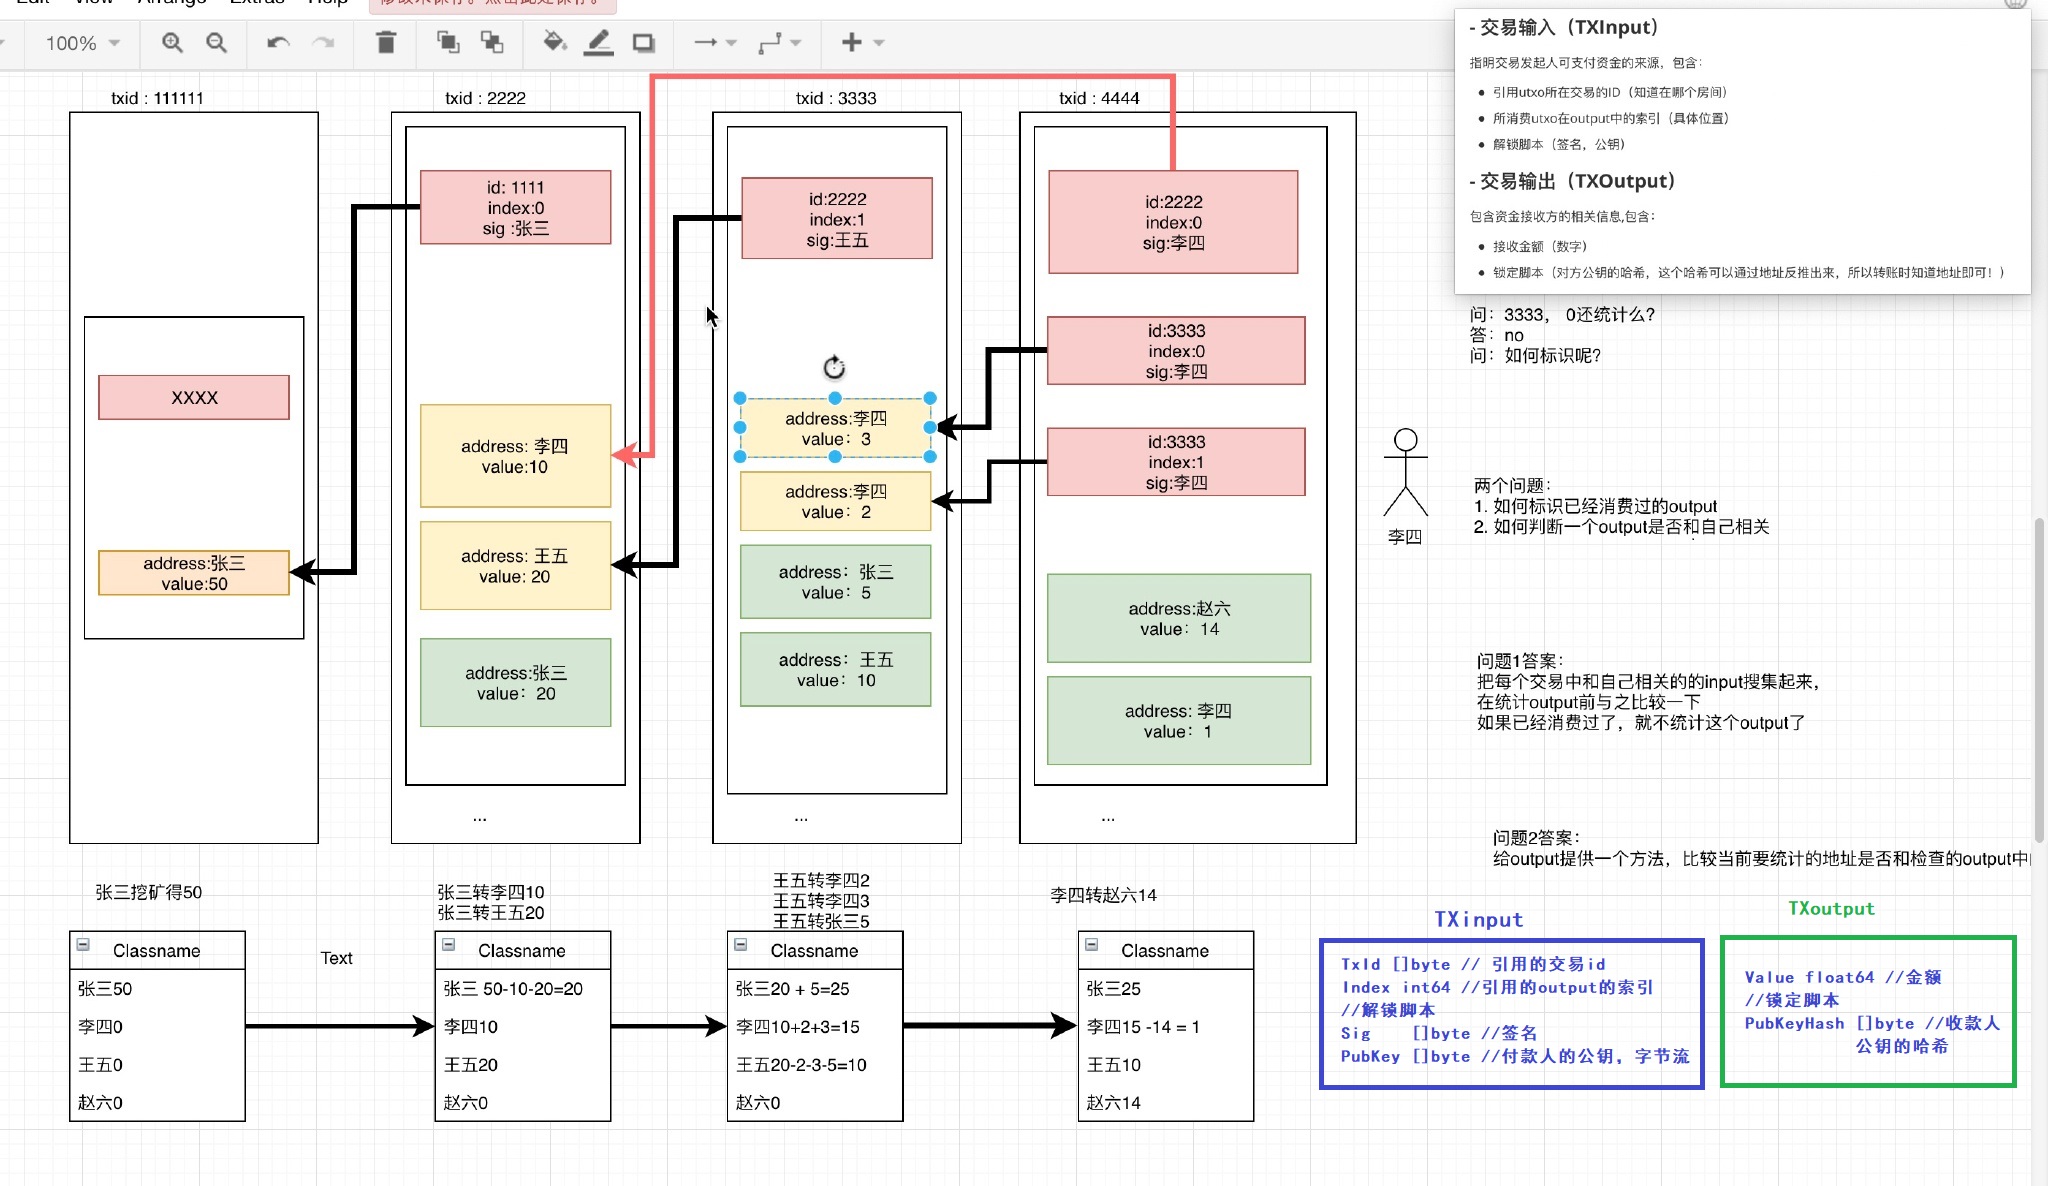 Edit View Arrange Extras Help
修改未保存。点击此处保存。
100%
txid : 111111
XXXX
address:张三
value:50
txid : 2222
id: 1111
index:0
sig :张三
address: 李四
value:10
address: 王五
value: 20
address:张三
value: 20
...
txid : 3333
id:2222
index:1
sig:王五
address:李四
value: 3
address:李四
value: 2
address: 张三
value: 5
address: 王五
value: 10
...
txid : 4444
id:2222
index:0
sig:李四
id:3333
index:0
sig:李四
id:3333
index:1
sig:李四
address:赵六
value: 14
address: 李四
value: 1
...
- 交易输入（TXInput）
指明交易发起人可支付资金的来源，包含：
● 引用utxo所在交易的ID（知道在哪个房间）
● 所消费utxo在output中的索引（具体位置）
● 解锁脚本（签名，公钥）
- 交易输出（TXOutput）
包含资金接收方的相关信息,包含：
● 接收金额（数字）
● 锁定脚本（对方公钥的哈希，这个哈希可以通过地址反推出来，所以转账时知道地址即可！）
问：3333， 0还统计么?
答：no
问：如何标识呢?
李四
两个问题：
1. 如何标识已经消费过的output
2. 如何判断一个output是否和自己相关
问题1答案：
把每个交易中和自己相关的的input搜集起来，
在统计output前与之比较一下
如果已经消费过了，就不统计这个output了
问题2答案：
给output提供一个方法，比较当前要统计的地址是否和检查的output中
张三挖矿得50
张三转李四10
张三转王五20
王五转李四2
王五转李四3
王五转张三5
李四转赵六14
Classname
张三50
李四0
王五0
赵六0
Text
Classname
张三 50-10-20=20
李四10
王五20
赵六0
Classname
张三20 + 5=25
李四10+2+3=15
王五20-2-3-5=10
赵六0
Classname
张三25
李四15 -14 = 1
王五10
赵六14
TXinput
TxId []byte // 引用的交易id
Index int64 //引用的output的索引
//解锁脚本
Sig []byte //签名
PubKey []byte //付款人的公钥，字节流
TXoutput
Value float64 //金额
//锁定脚本
PubKeyHash []byte //收款人
公钥的哈希